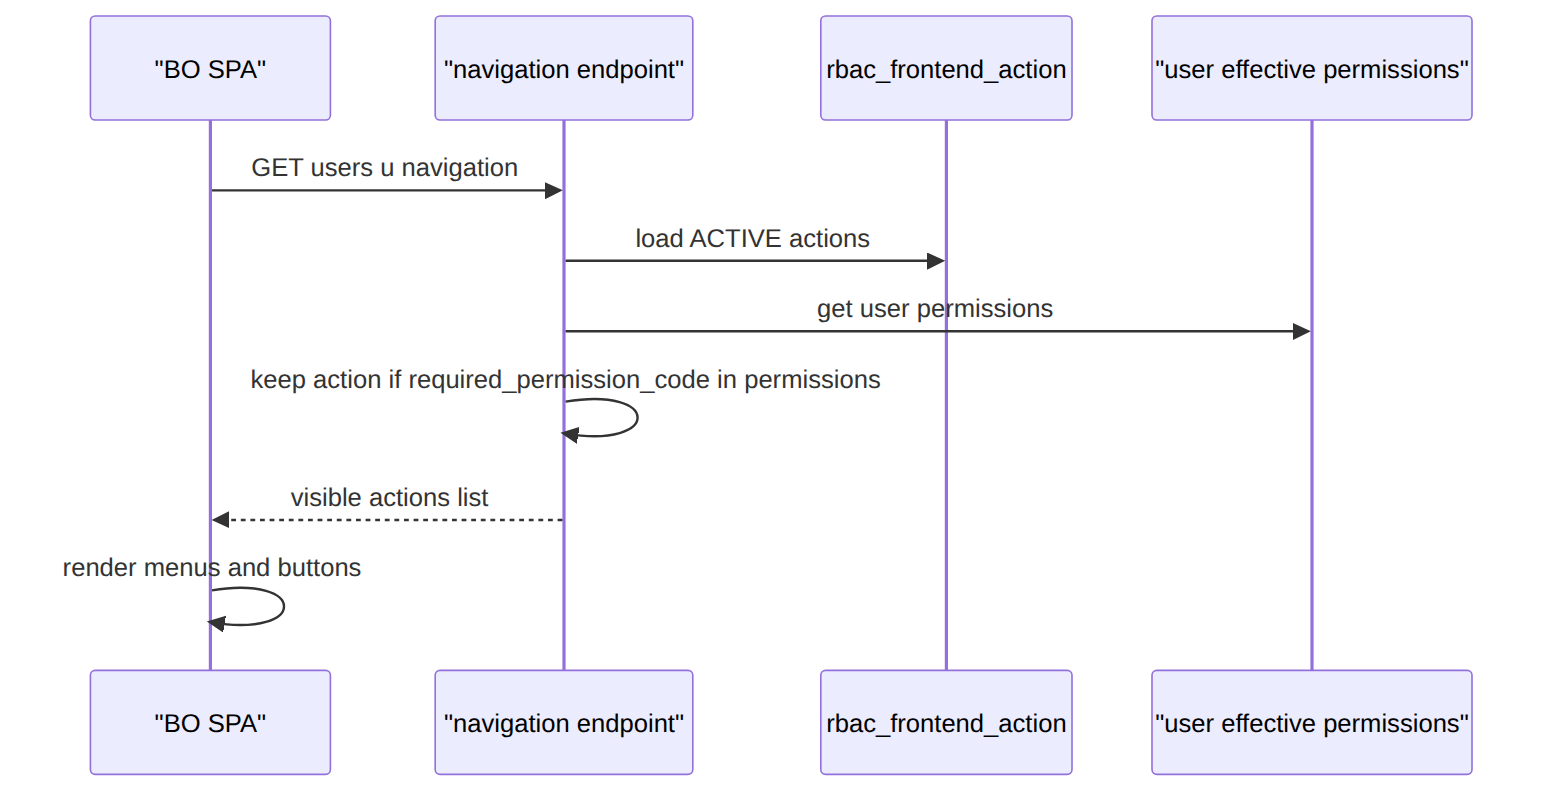 "BO SPA"
"navigation endpoint"
rbac_frontend_action
"user effective permissions"
GET users u navigation
load ACTIVE actions
get user permissions
keep action if required_permission_code in permissions
visible actions list
render menus and buttons
"BO SPA"
"navigation endpoint"
rbac_frontend_action
"user effective permissions"